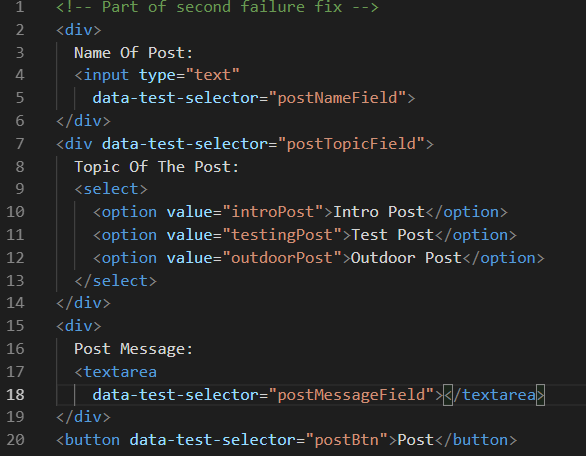 1 <!-- Part of second failure fix -->
2 <div>
3 Name Of Post:
4 <input type="text"
5 data-test-selector="postNameField">
6 </div>
7 <div data-test-selector="postTopicField">
8 Topic Of The Post:
9 <select>
10 <option value="introPost">Intro Post</option>
11 <option value="testingPost">Test Post</option>
12 <option value="outdoorPost">Outdoor Post</option>
13 </select>
14 </div>
15 <div>
16 Post Message:
17 <textarea
18 data-test-selector="postMessageField"></textarea>
19 </div>
20 <button data-test-selector="postBtn">Post</button>